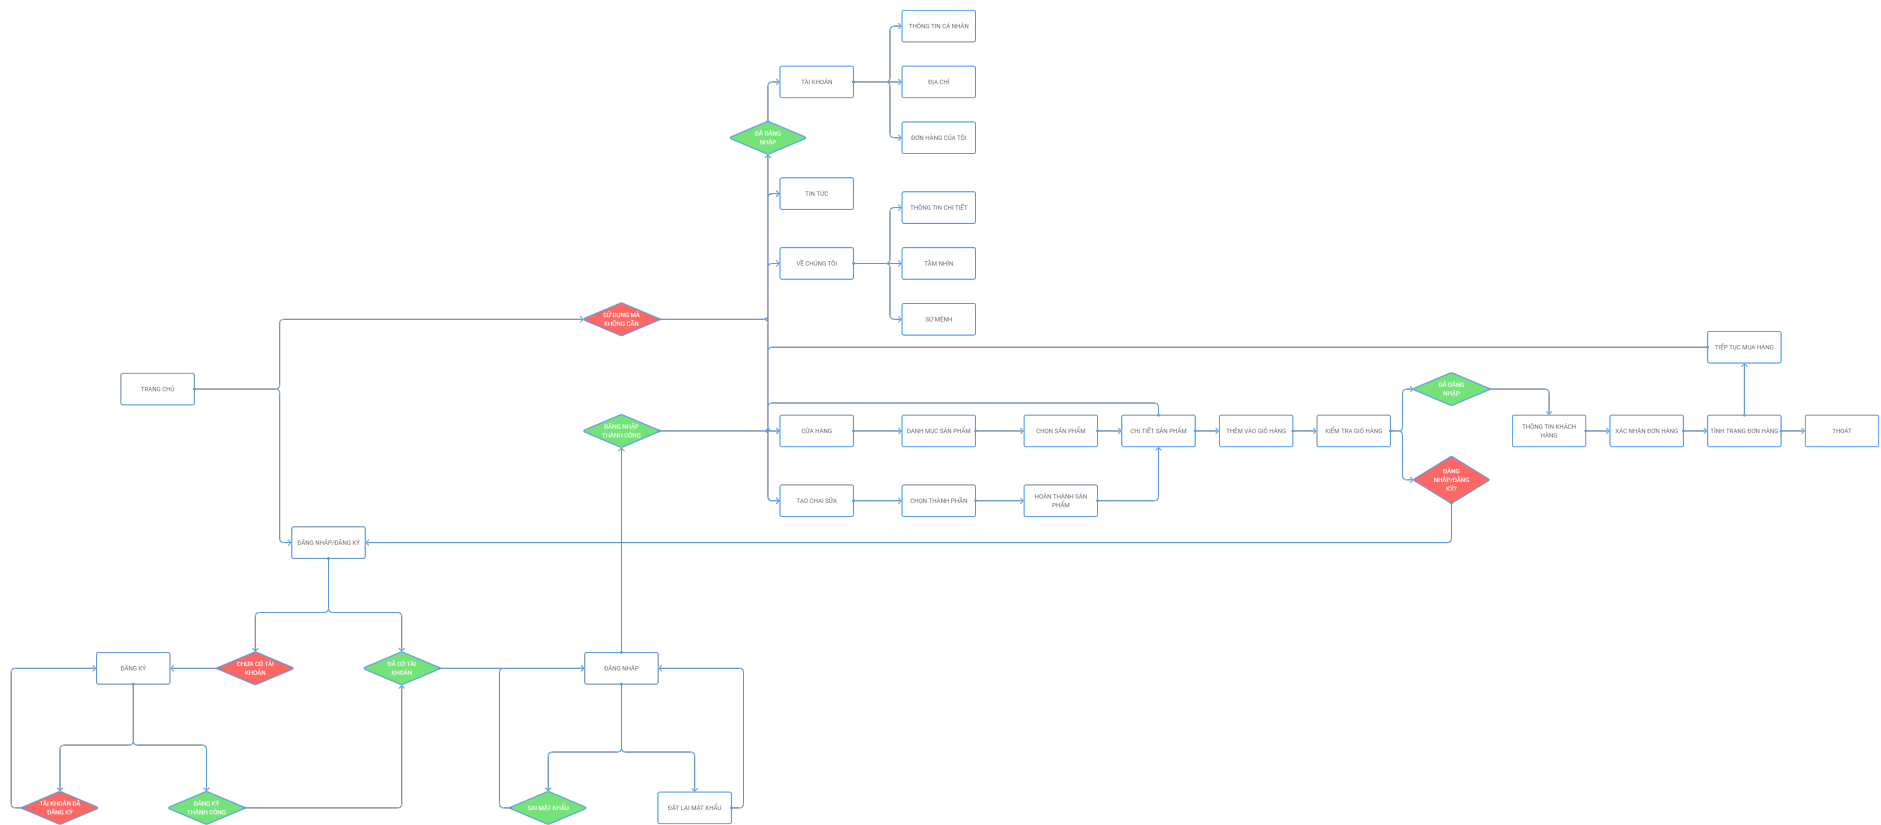 THÔNG TIN CÁ NHÂN
TÀI KHOẢN
ĐỊA CHỈ
ĐÃ ĐĂNG
NHẬP
ĐƠN HÀNG CỦA TÔI
TIN TỨC
THÔNG TIN CHI TIẾT
VỀ CHÚNG TÔI
TẦM NHÌN
SỨ MỆNH
SỬ DỤNG MÀ
KHÔNG CẦN
TIẾP TỤC MUA HÀNG
TRANG CHỦ
ĐÃ ĐĂNG
NHẬP
ĐĂNG NHẬP
THÀNH CÔNG
CỬA HÀNG
DANH MỤC SẢN PHẨM
CHỌN SẢN PHẨM
CHI TIẾT SẢN PHẨM
THÊM VÀO GIỎ HÀNG
KIỂM TRA GIỎ HÀNG
THÔNG TIN KHÁCH
HÀNG
XÁC NHẬN ĐƠN HÀNG
TÌNH TRẠNG ĐƠN HÀNG
THOÁT
ĐĂNG
NHẬP/ĐĂNG
KÝ?
TẠO CHAI SỮA
CHỌN THÀNH PHẦN
HOÀN THÀNH SẢN
PHẨM
ĐĂNG NHẬP/ĐĂNG KÝ
ĐĂNG KÝ
CHƯA CÓ TÀI
KHOẢN
ĐÃ CÓ TÀI
KHOẢN
ĐĂNG NHẬP
TÀI KHOẢN ĐÃ
ĐĂNG KÝ
ĐĂNG KÝ
THÀNH CÔNG
SAI MẬT KHẨU
ĐẶT LẠI MẬT KHẨU